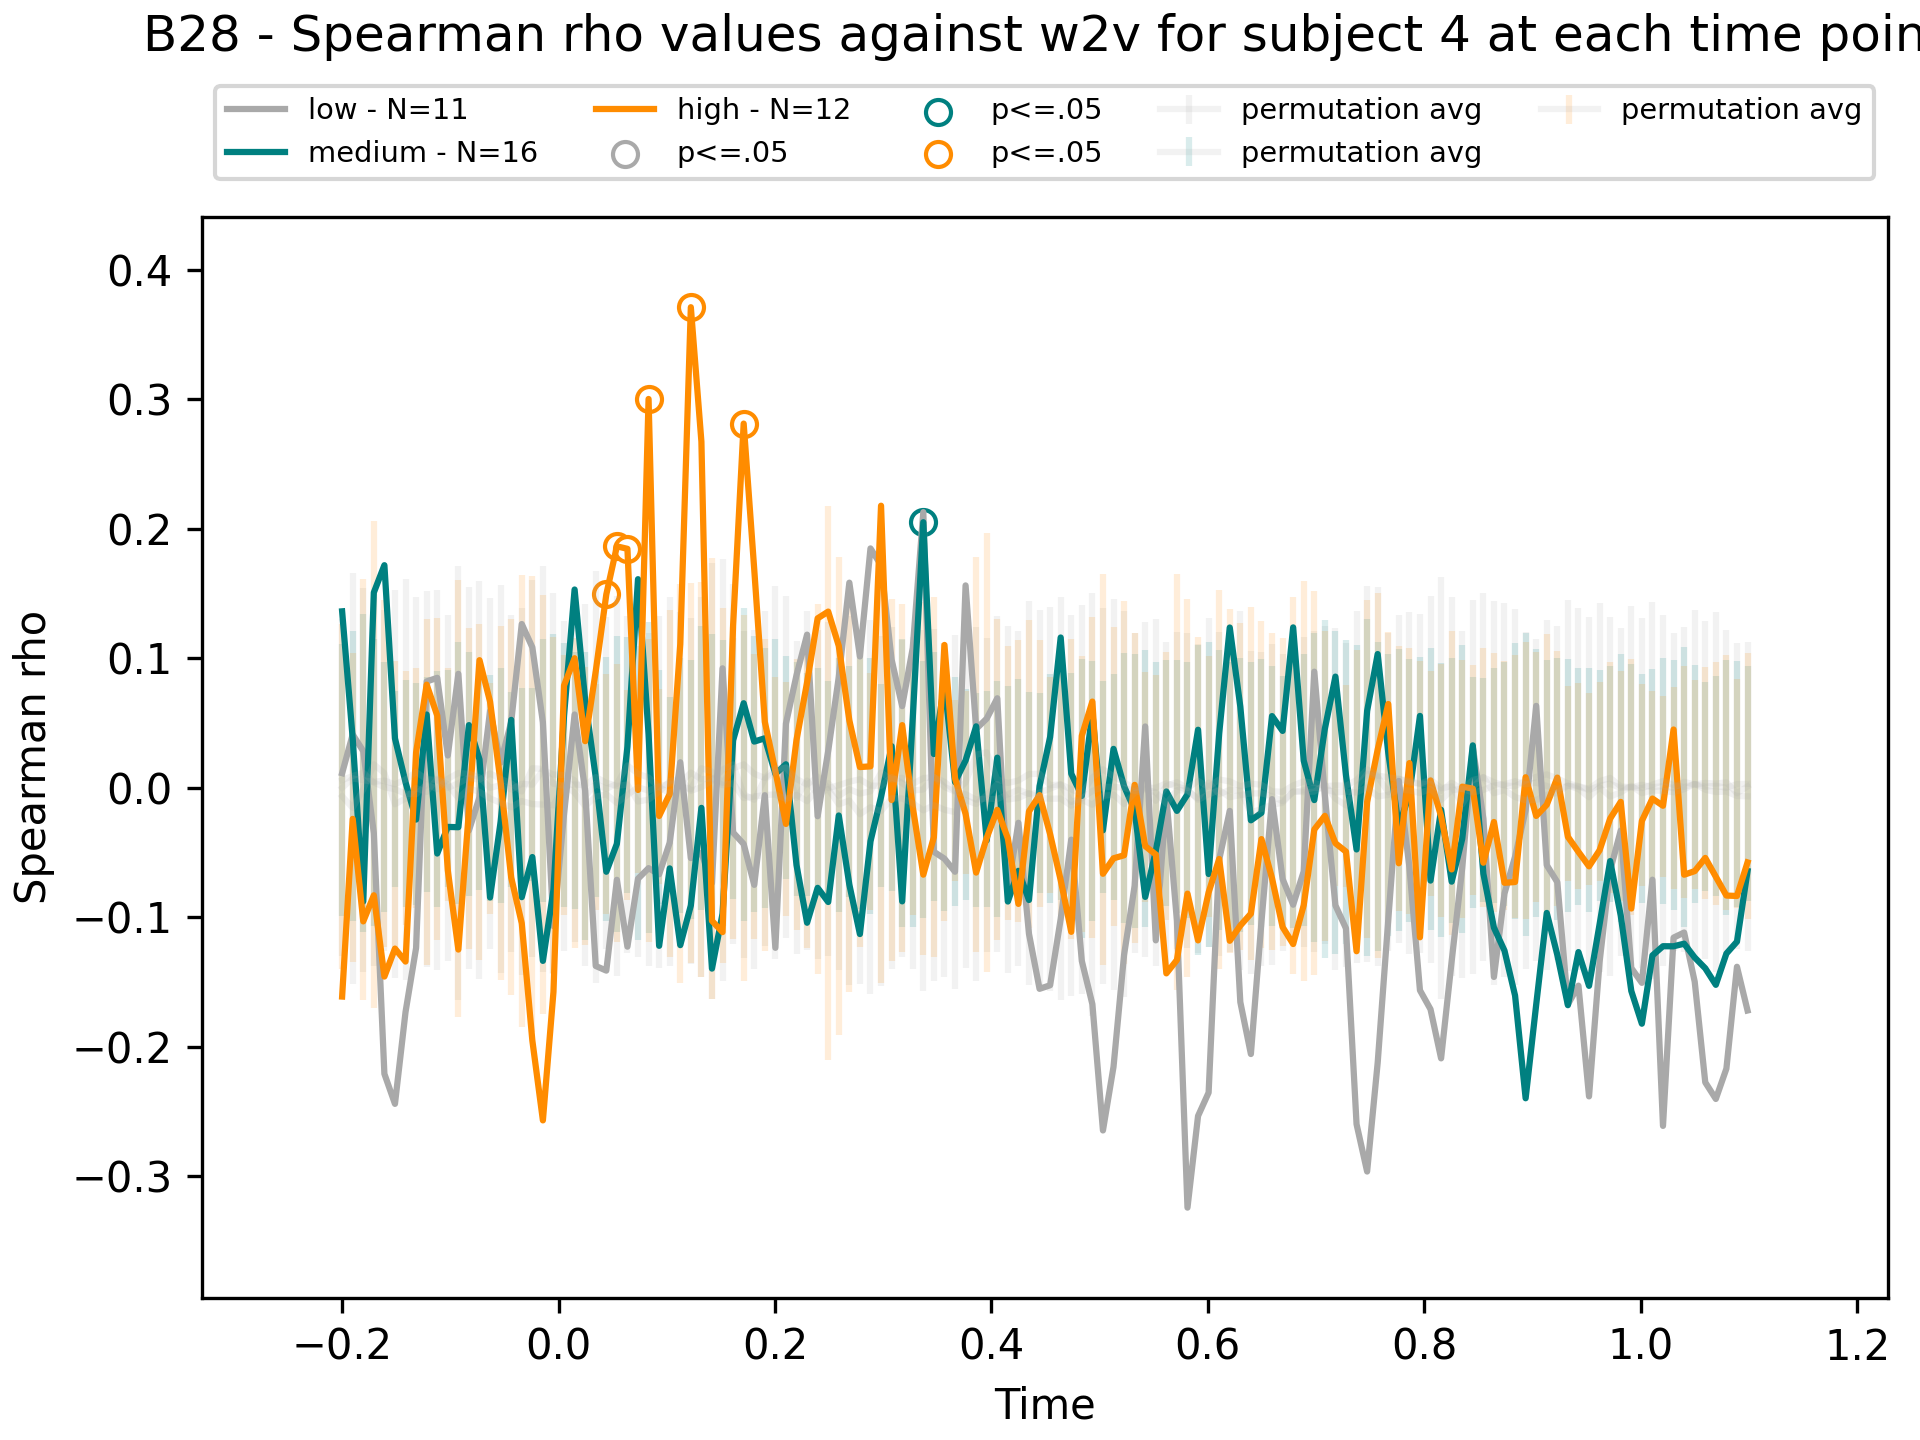 B28 - Spearman rho values against w2v for subject 4 at each time poin
low - N=11
medium - N=16
high - N=12
p<=.05
p<=.05
p<=.05
permutation avg
permutation avg
permutation avg
Spearman rho
0.4
0.3
0.2
0.1
0.0
−0.1
−0.2
−0.3
−0.2
0.0
0.2
0.4
0.6
0.8
1.0
1.2
Time